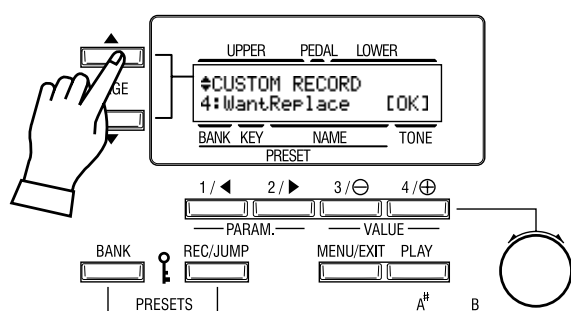 ▲
UPPER PEDAL LOWER
GE
CUSTOM RECORD
4:WantReplace [OK]
▼
BANK KEY NAME TONE
PRESET
1/◀ 2/▶ 3/⊖ 4/⊕
PARAM. VALUE
BANK REC/JUMP MENU/EXIT PLAY
PRESETS
A# B